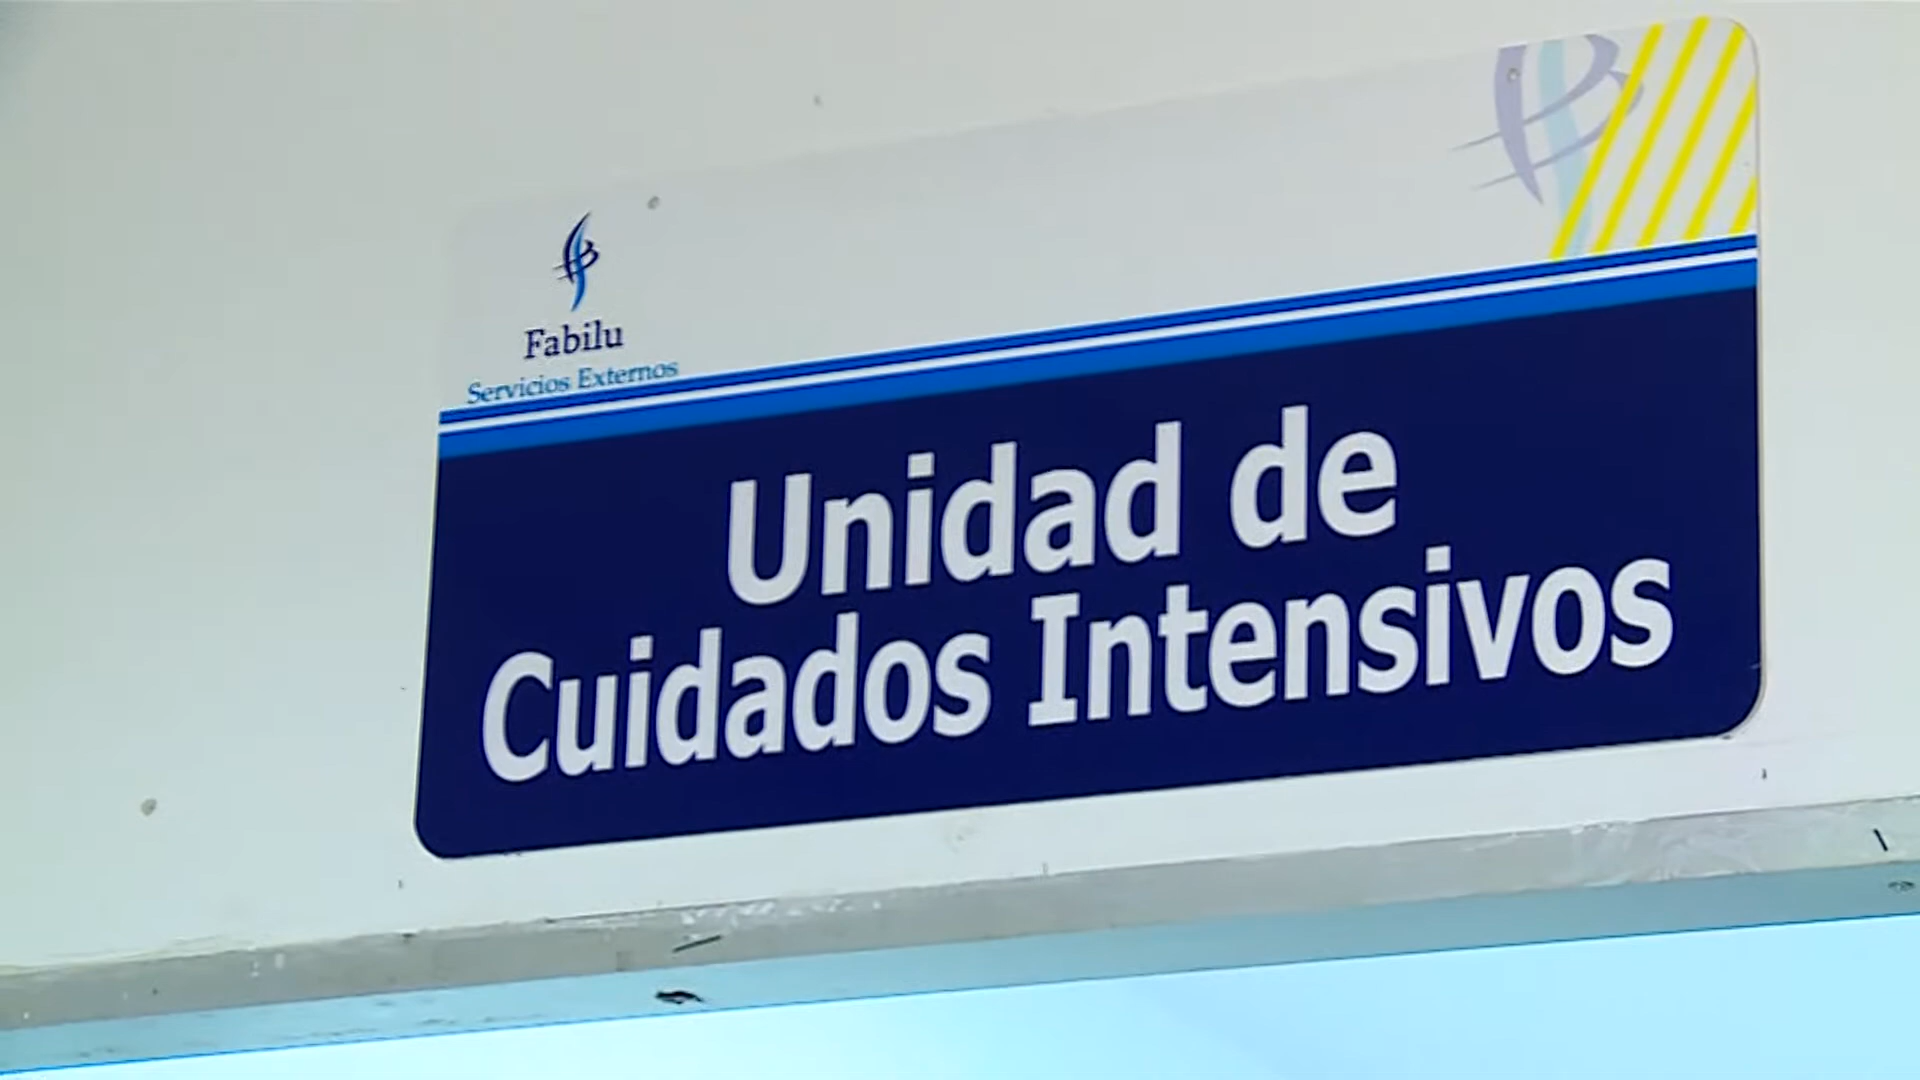 Fabilu
Servicios Externos
Unidad de
Cuidados Intensivos